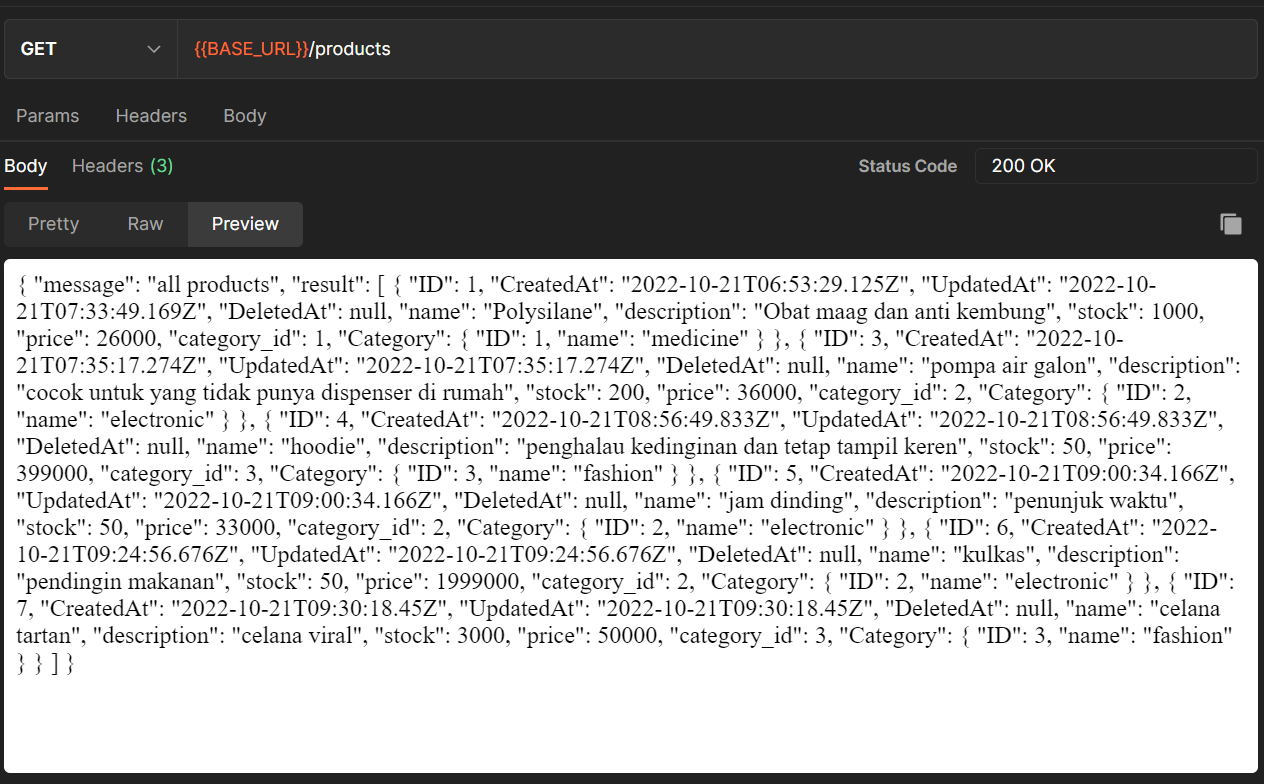 GET {{BASE_URL}}/products
Params Headers Body
Body Headers (3) Status Code 200 OK
Pretty Raw Preview
{ "message": "all products", "result": [ { "ID": 1, "CreatedAt": "2022-10-21T06:53:29.125Z", "UpdatedAt": "2022-10-
21T07:33:49.169Z", "DeletedAt": null, "name": "Polysilane", "description": "Obat maag dan anti kembung", "stock": 1000,
"price": 26000, "category_id": 1, "Category": { "ID": 1, "name": "medicine" } }, { "ID": 3, "CreatedAt": "2022-10-
21T07:35:17.274Z", "UpdatedAt": "2022-10-21T07:35:17.274Z", "DeletedAt": null, "name": "pompa air galon", "description":
"cocok untuk yang tidak punya dispenser di rumah", "stock": 200, "price": 36000, "category_id": 2, "Category": { "ID": 2,
"name": "electronic" } }, { "ID": 4, "CreatedAt": "2022-10-21T08:56:49.833Z", "UpdatedAt": "2022-10-21T08:56:49.833Z",
"DeletedAt": null, "name": "hoodie", "description": "penghalau kedinginan dan tetap tampil keren", "stock": 50, "price":
399000, "category_id": 3, "Category": { "ID": 3, "name": "fashion" } }, { "ID": 5, "CreatedAt": "2022-10-21T09:00:34.166Z",
"UpdatedAt": "2022-10-21T09:00:34.166Z", "DeletedAt": null, "name": "jam dinding", "description": "penunjuk waktu",
"stock": 50, "price": 33000, "category_id": 2, "Category": { "ID": 2, "name": "electronic" } }, { "ID": 6, "CreatedAt": "2022-
10-21T09:24:56.676Z", "UpdatedAt": "2022-10-21T09:24:56.676Z", "DeletedAt": null, "name": "kulkas", "description":
"pendingin makanan", "stock": 50, "price": 1999000, "category_id": 2, "Category": { "ID": 2, "name": "electronic" } }, { "ID":
7, "CreatedAt": "2022-10-21T09:30:18.45Z", "UpdatedAt": "2022-10-21T09:30:18.45Z", "DeletedAt": null, "name": "celana
tartan", "description": "celana viral", "stock": 3000, "price": 50000, "category_id": 3, "Category": { "ID": 3, "name": "fashion"
} } ] }